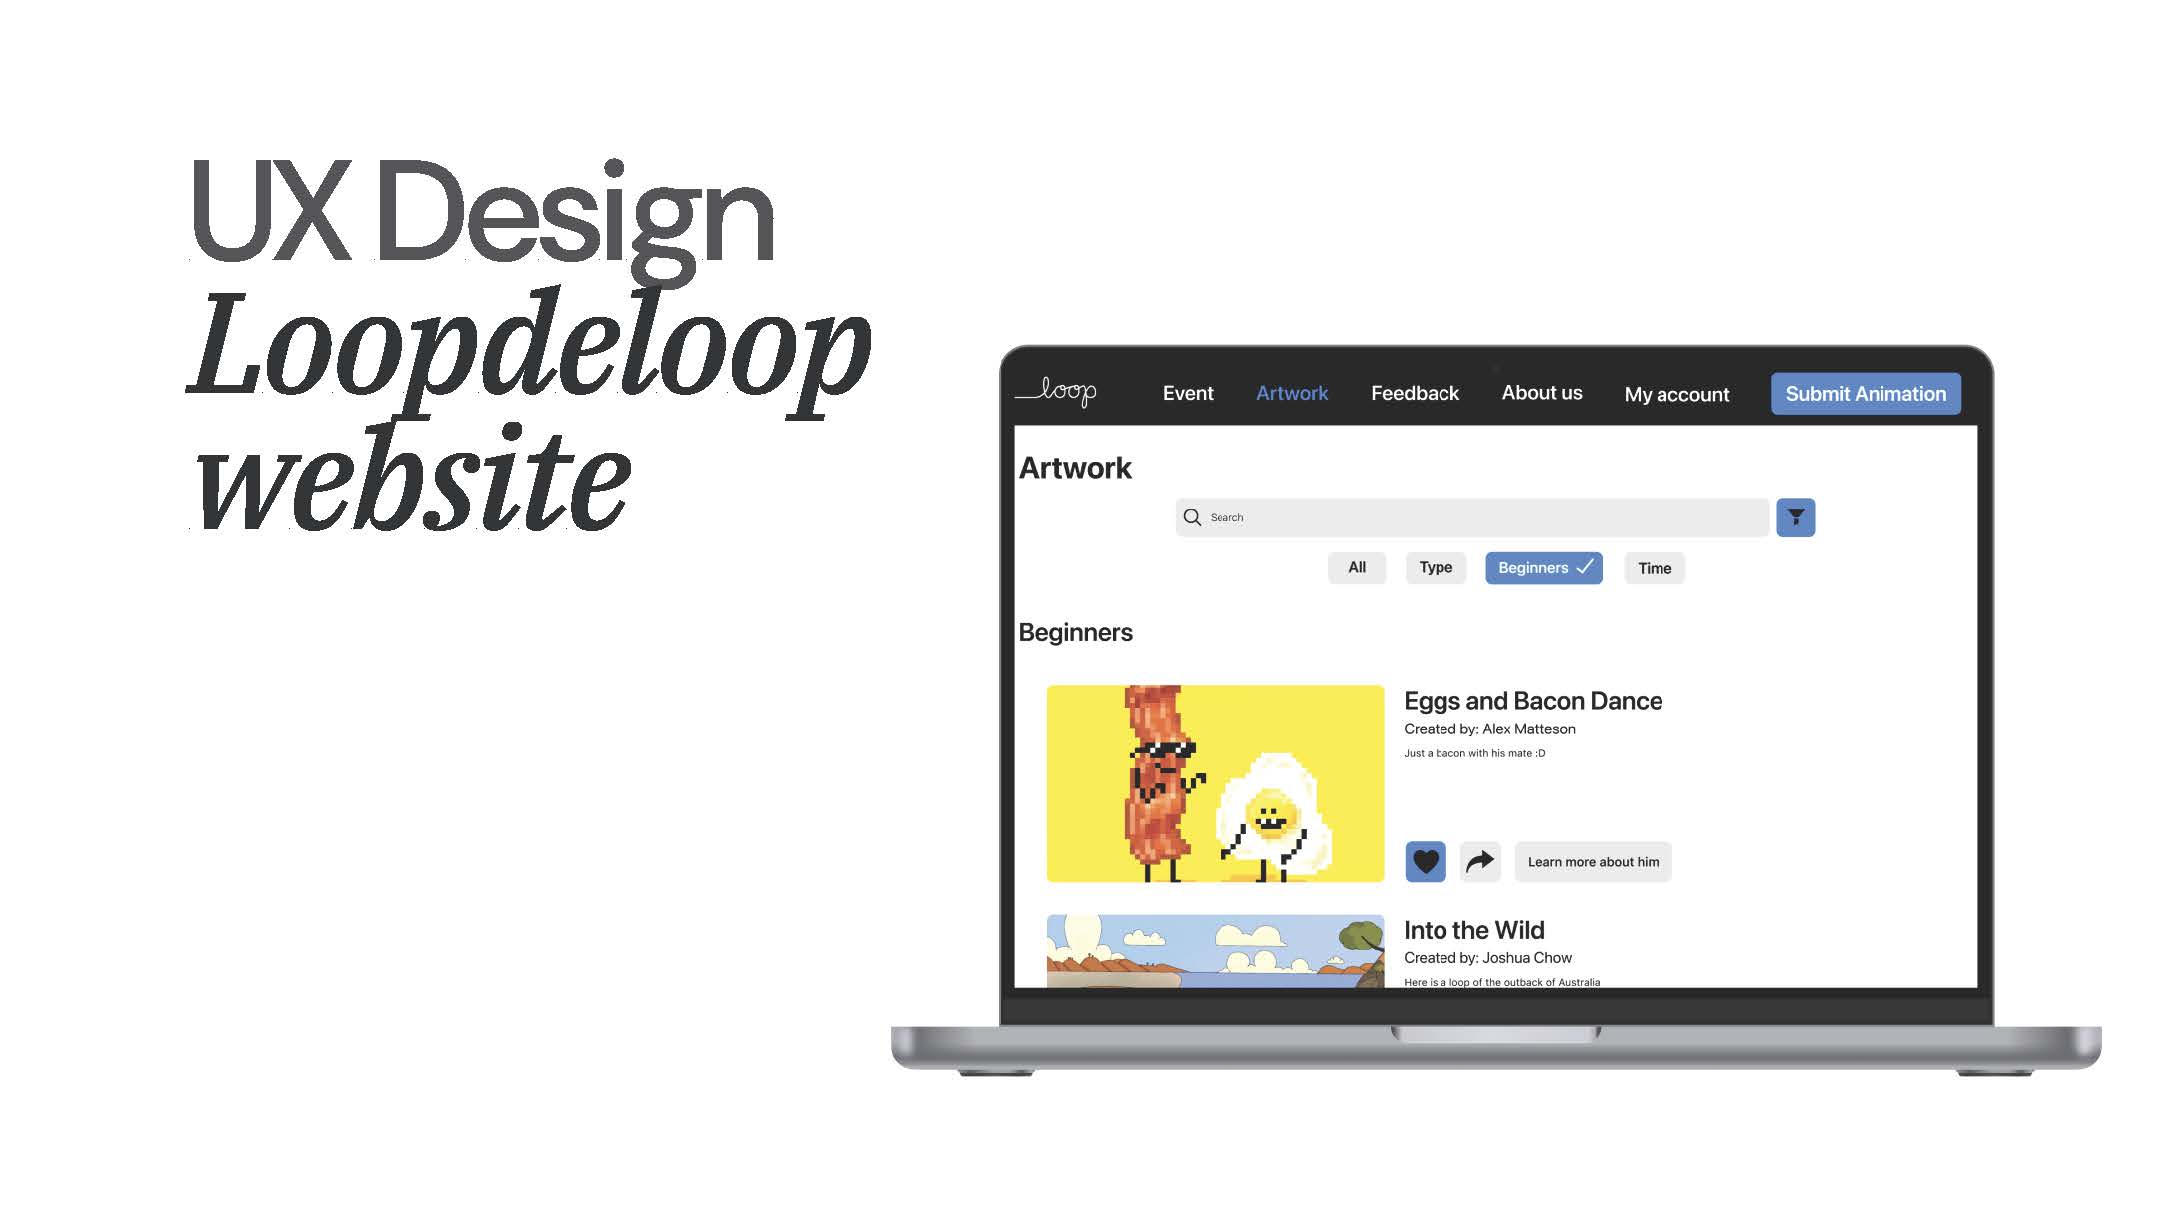 UX Design
Loopdeloop
website
loop
Event Artwork Feedback About us My account Submit Animation
Artwork
Search
All Type Beginners Time
Beginners
Eggs and Bacon Dance
Created by: Alex Matteson
Just a bacon with his mate :D
Learn more about him
Into the Wild
Created by: Joshua Chow
Here is a loop of the outback of Australia